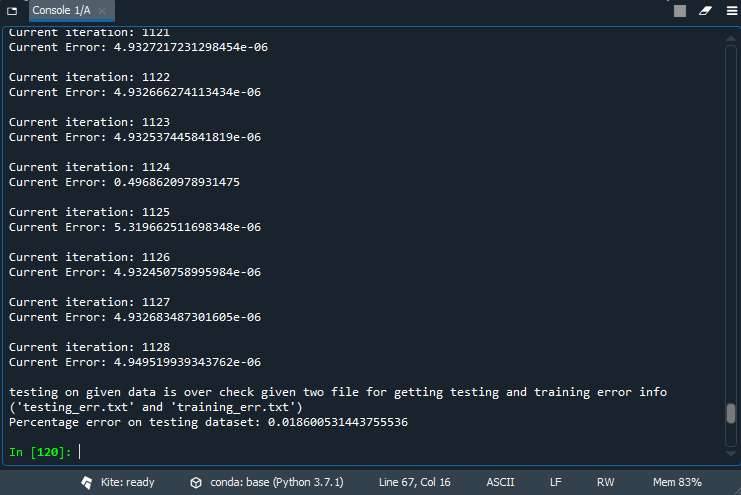 Console 1/A
Current iteration: 1121
Current Error: 4.9327217231298454e-06
Current iteration: 1122
Current Error: 4.932666274113434e-06
Current iteration: 1123
Current Error: 4.932537445841819e-06
Current iteration: 1124
Current Error: 0.4968620978931475
Current iteration: 1125
Current Error: 5.319662511698348e-06
Current iteration: 1126
Current Error: 4.932450758995984e-06
Current iteration: 1127
Current Error: 4.932683487301605e-06
Current iteration: 1128
Current Error: 4.949519939343762e-06
testing on given data is over check given two file for getting testing and training error info
('testing_err.txt' and 'training_err.txt')
Percentage error on testing dataset: 0.018600531443755536
In [120]:
Kite: ready conda: base (Python 3.7.1) Line 67, Col 16 ASCII LF RW Mem 83%